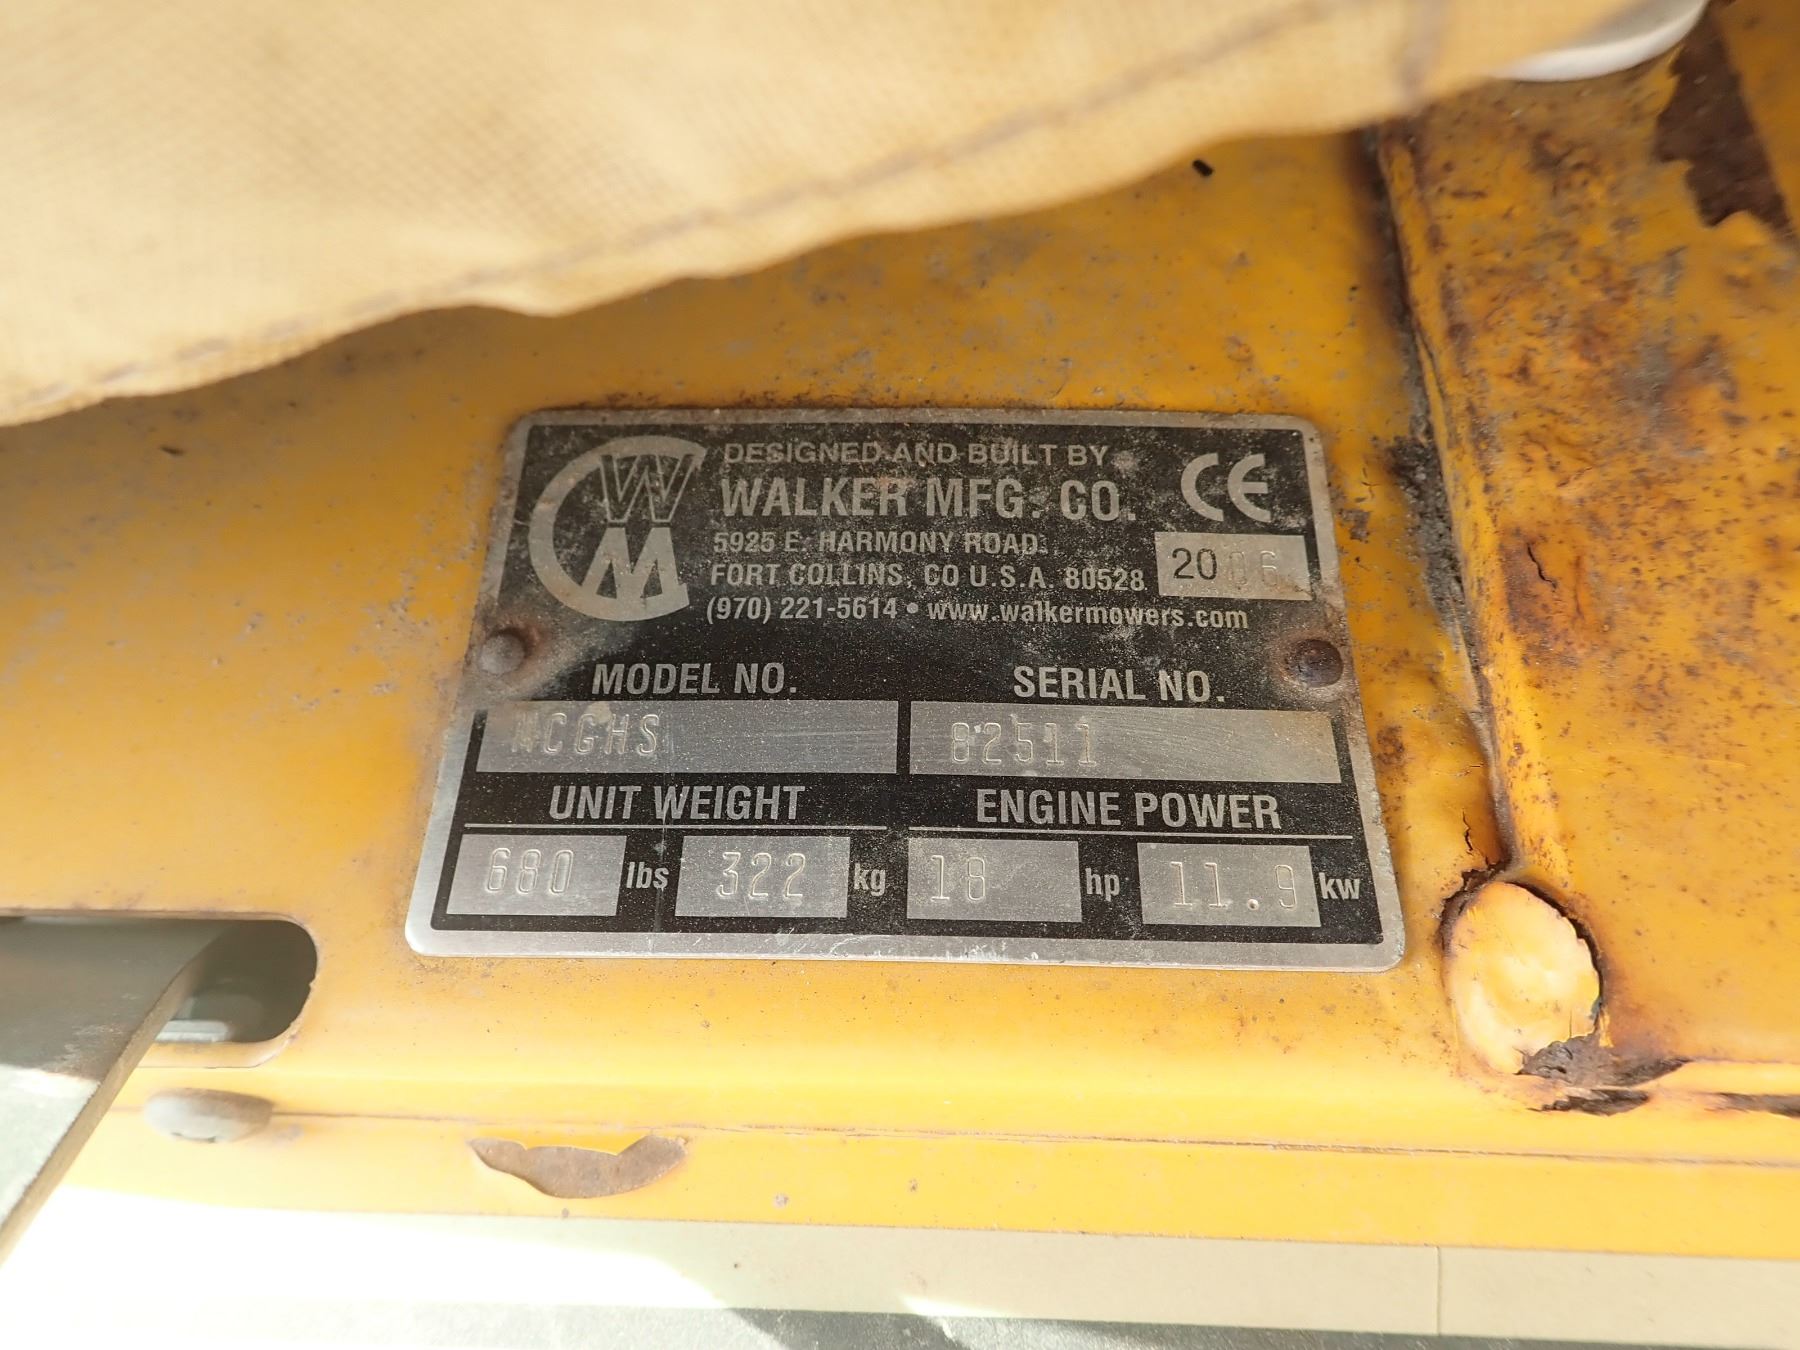 DESIGNED AND BUILT BY
WALKER MFG. CO.
CE
5925 E. HARMONY ROAD
FORT COLLINS, CO U.S.A. 80528
2006
(970) 221-5614 • www.walkermowers.com
MODEL NO. SERIAL NO.
MCGHS 82511
UNIT WEIGHT ENGINE POWER
680 lbs 322 kg 18 hp 11.9 kw